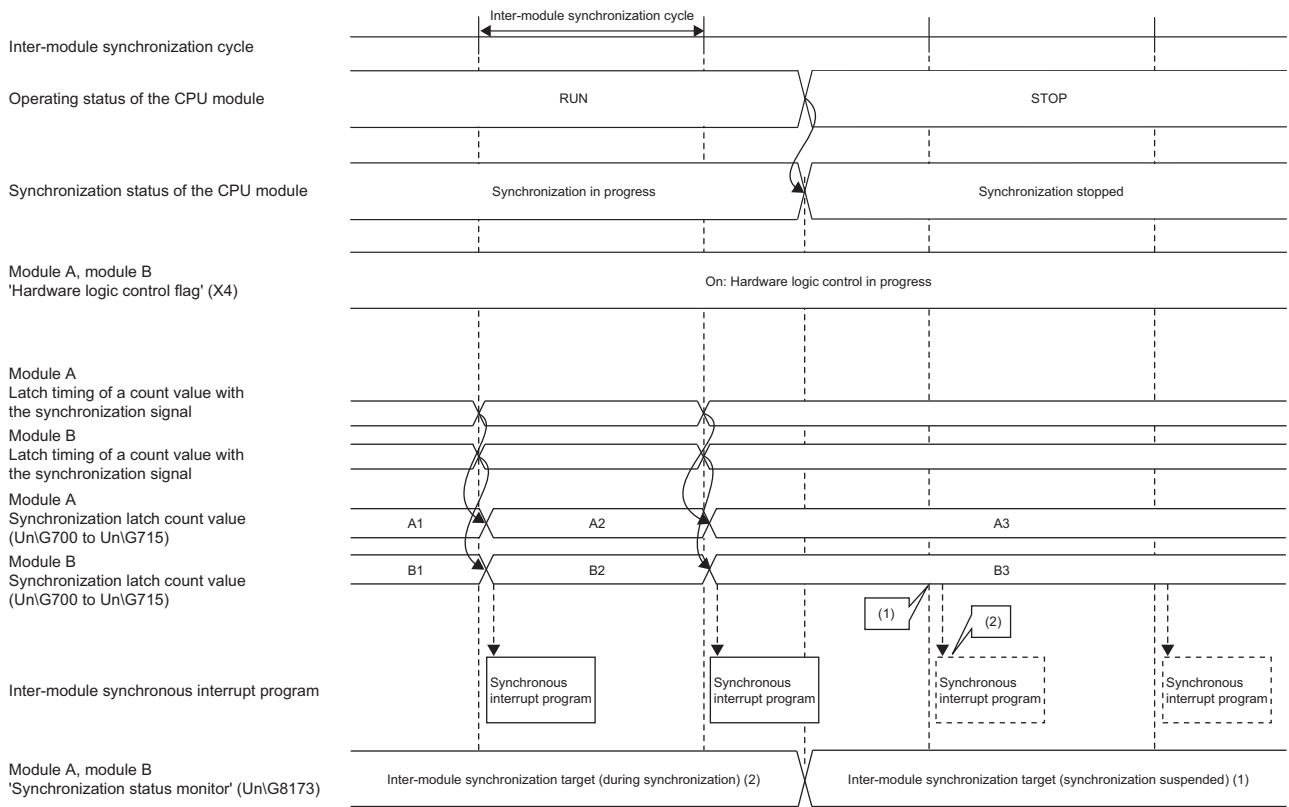 Inter-module synchronization cycle
Inter-module synchronization cycle
Operating status of the CPU module
RUN
STOP
Synchronization status of the CPU module
Synchronization in progress
Synchronization stopped
Module A, module B
'Hardware logic control flag' (X4)
On: Hardware logic control in progress
Module A
Latch timing of a count value with
the synchronization signal
Module B
Latch timing of a count value with
the synchronization signal
Module A
Synchronization latch count value
(Un\G700 to Un\G715)
A1
A2
A3
Module B
Synchronization latch count value
(Un\G700 to Un\G715)
B1
B2
B3
(1)
(2)
Inter-module synchronous interrupt program
Synchronous
interrupt program
Synchronous
interrupt program
Synchronous
interrupt program
Synchronous
interrupt program
Module A, module B
'Synchronization status monitor' (Un\G8173)
Inter-module synchronization target (during synchronization) (2)
Inter-module synchronization target (synchronization suspended) (1)